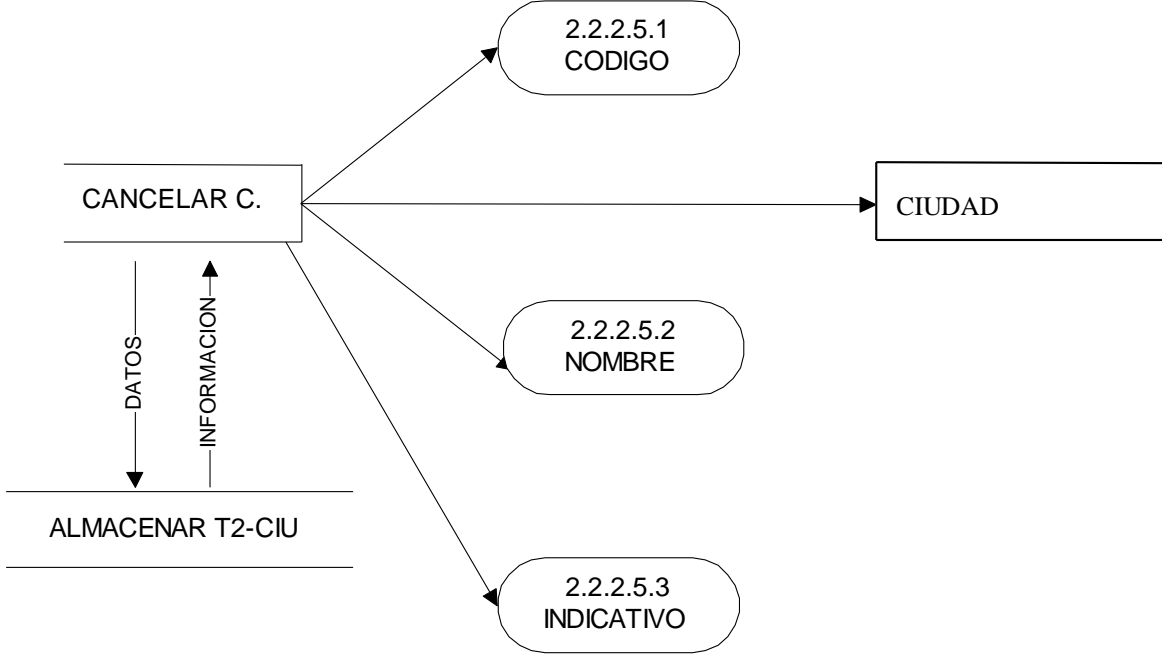 2.2.2.5.1
CODIGO
CANCELAR C.
CIUDAD
DATOS
INFORMACION
2.2.2.5.2
NOMBRE
ALMACENAR T2-CIU
2.2.2.5.3
INDICATIVO